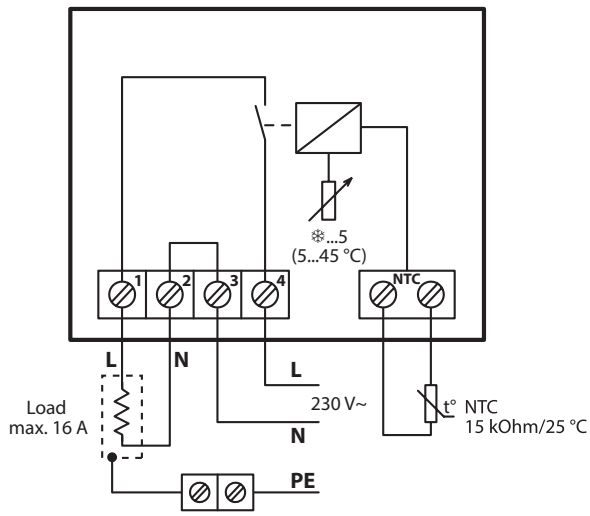 ❄...5
(5...45 °C)
1 2 3 4 NTC
L N
L
230 V~
N
Load
max. 16 A
t° NTC
15 kOhm/25 °C
PE